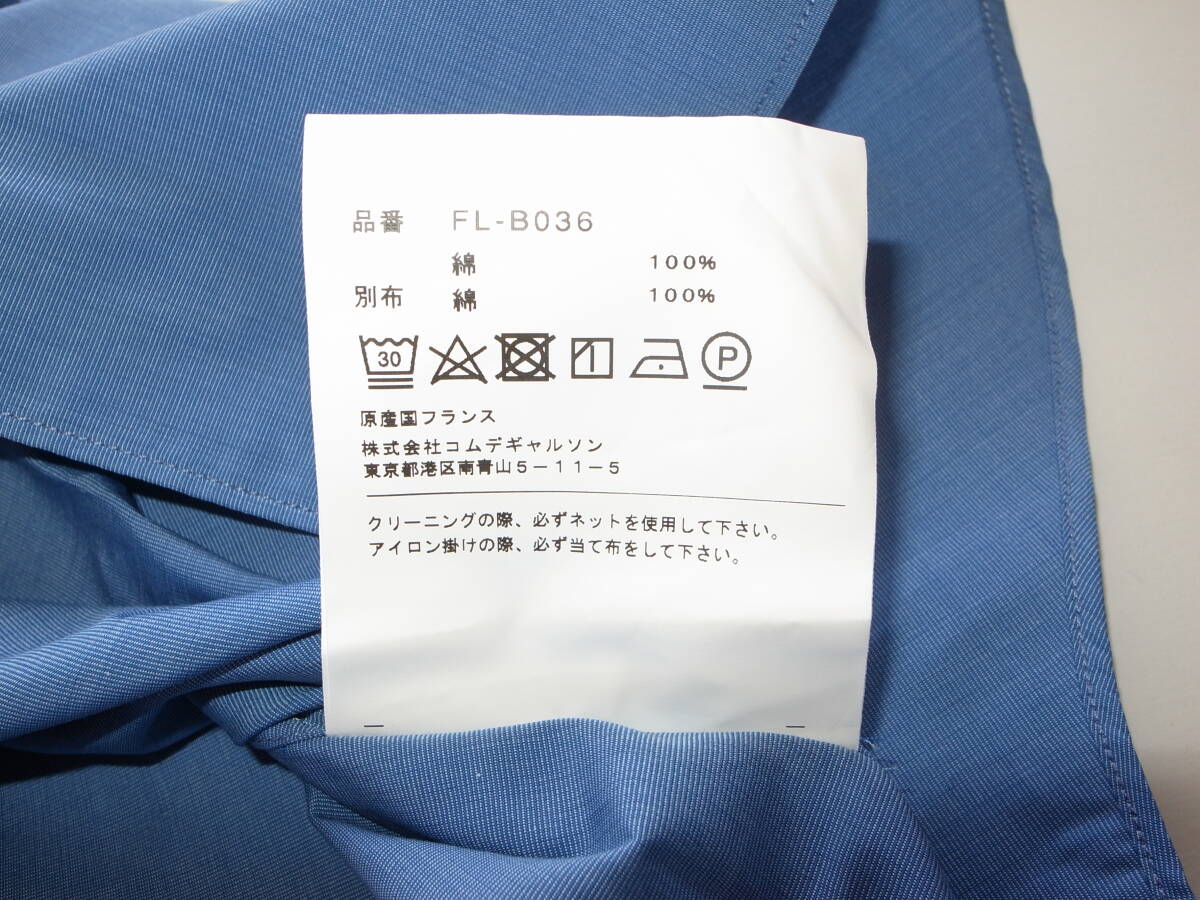 品番 FL-B036
綿 100%
別布 綿 100%
30 P
原産国フランス
株式会社コムデギャルソン
東京都港区南青山5-11-5
クリーニングの際、必ずネットを使用して下さい。
アイロン掛けの際、必ず当て布をして下さい。